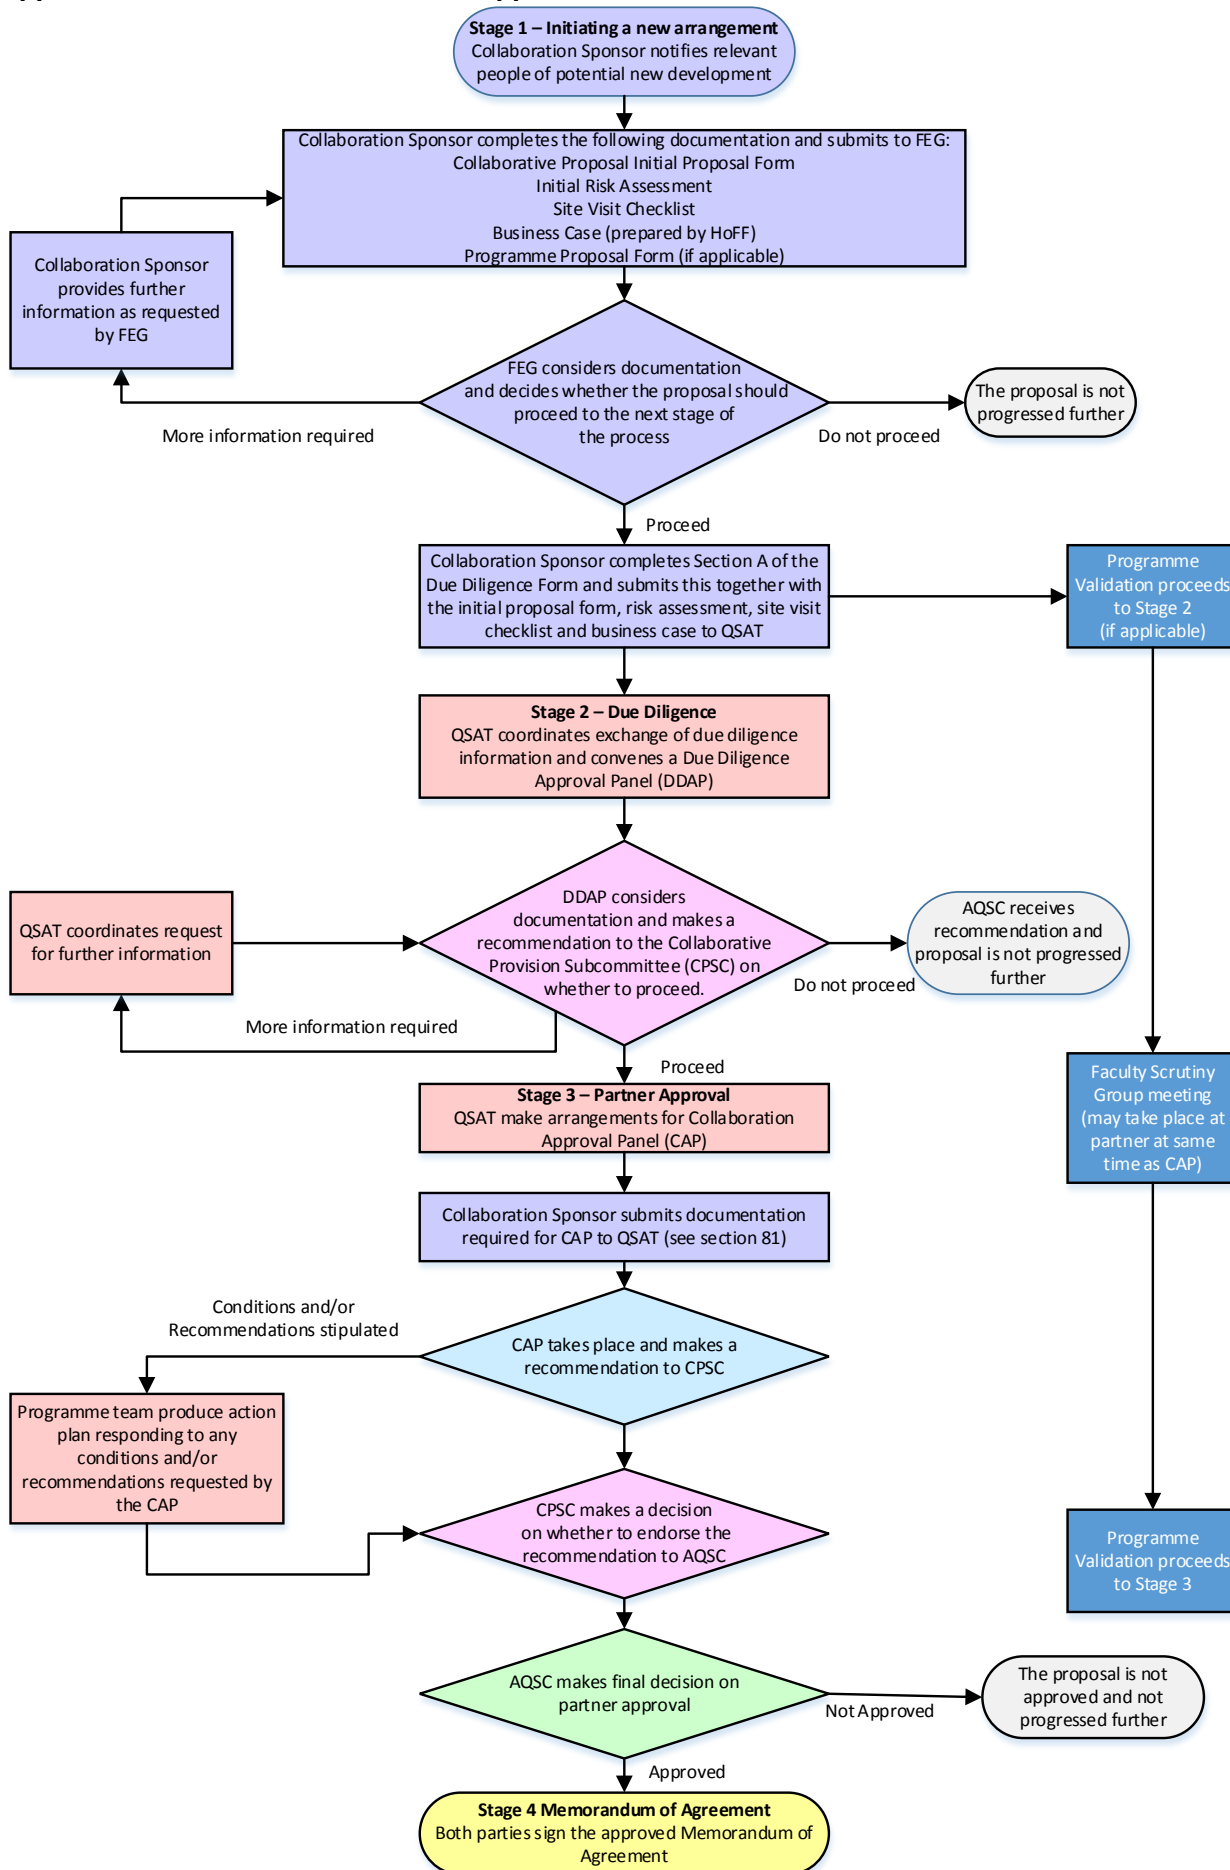 Stage 1 – Initiating a new arrangement
Collaboration Sponsor notifies relevant
people of potential new development
Collaboration Sponsor completes the following documentation and submits to FEG:
Collaborative Proposal Initial Proposal Form
Initial Risk Assessment
Site Visit Checklist
Business Case (prepared by HoFF)
Programme Proposal Form (if applicable)
Collaboration Sponsor
provides further
information as requested
by FEG
FEG considers documentation
and decides whether the proposal should
proceed to the next stage of
the process
The proposal is not
progressed further
More information required
Do not proceed
Proceed
Collaboration Sponsor completes Section A of the
Due Diligence Form and submits this together with
the initial proposal form, risk assessment, site visit
checklist and business case to QSAT
Programme
Validation proceeds
to Stage 2
(if applicable)
Stage 2 – Due Diligence
QSAT coordinates exchange of due diligence
information and convenes a Due Diligence
Approval Panel (DDAP)
QSAT coordinates request
for further information
DDAP considers
documentation and makes a
recommendation to the Collaborative
Provision Subcommittee (CPSC) on
whether to proceed.
AQSC receives
recommendation and
proposal is not progressed
further
Do not proceed
More information required
Proceed
Stage 3 – Partner Approval
QSAT make arrangements for Collaboration
Approval Panel (CAP)
Faculty Scrutiny
Group meeting
(may take place at
partner at same
time as CAP)
Collaboration Sponsor submits documentation
required for CAP to QSAT (see section 81)
Conditions and/or
Recommendations stipulated
CAP takes place and makes a
recommendation to CPSC
Programme team produce action
plan responding to any
conditions and/or
recommendations requested by
the CAP
CPSC makes a decision
on whether to endorse the
recommendation to AQSC
Programme
Validation proceeds
to Stage 3
AQSC makes final decision on
partner approval
Not Approved
The proposal is not
approved and not
progressed further
Approved
Stage 4 Memorandum of Agreement
Both parties sign the approved Memorandum of
Agreement